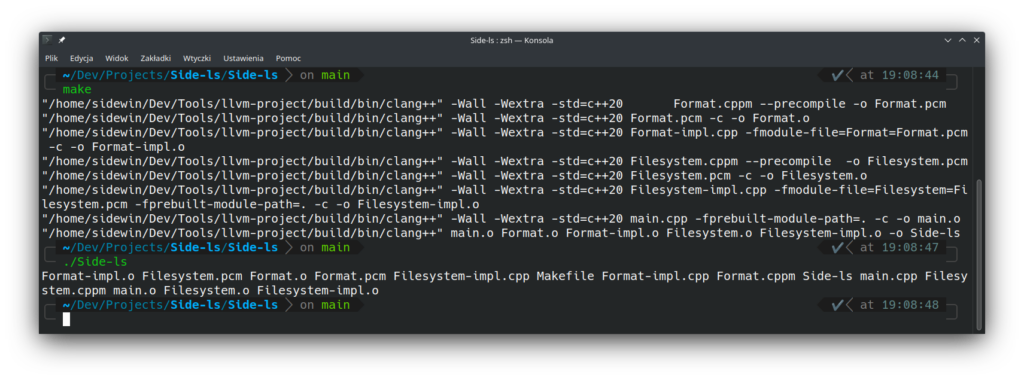 Side-ls : zsh — Konsola
Plik Edycja Widok Zakładki Wtyczki Ustawienia Pomoc
~/Dev/Projects/Side-ls/Side-ls on main ✔ at 19:08:44
make
"/home/sidewin/Dev/Tools/llvm-project/build/bin/clang++" -Wall -Wextra -std=c++20 Format.cppm --precompile -o Format.pcm
"/home/sidewin/Dev/Tools/llvm-project/build/bin/clang++" -Wall -Wextra -std=c++20 Format.pcm -c -o Format.o
"/home/sidewin/Dev/Tools/llvm-project/build/bin/clang++" -Wall -Wextra -std=c++20 Format-impl.cpp -fmodule-file=Format=Format.pcm
-c -o Format-impl.o
"/home/sidewin/Dev/Tools/llvm-project/build/bin/clang++" -Wall -Wextra -std=c++20 Filesystem.cppm --precompile -o Filesystem.pcm
"/home/sidewin/Dev/Tools/llvm-project/build/bin/clang++" -Wall -Wextra -std=c++20 Filesystem.pcm -c -o Filesystem.o
"/home/sidewin/Dev/Tools/llvm-project/build/bin/clang++" -Wall -Wextra -std=c++20 Filesystem-impl.cpp -fmodule-file=Filesystem=Fi
lesystem.pcm -fprebuilt-module-path=. -c -o Filesystem-impl.o
"/home/sidewin/Dev/Tools/llvm-project/build/bin/clang++" -Wall -Wextra -std=c++20 main.cpp -fprebuilt-module-path=. -c -o main.o
"/home/sidewin/Dev/Tools/llvm-project/build/bin/clang++" main.o Format.o Format-impl.o Filesystem.o Filesystem-impl.o -o Side-ls
~/Dev/Projects/Side-ls/Side-ls on main ✔ at 19:08:47
./Side-ls
Format-impl.o Filesystem.pcm Format.o Format.pcm Filesystem-impl.cpp Makefile Format-impl.cpp Format.cppm Side-ls main.cpp Filesy
stem.cppm main.o Filesystem.o Filesystem-impl.o
~/Dev/Projects/Side-ls/Side-ls on main ✔ at 19:08:48